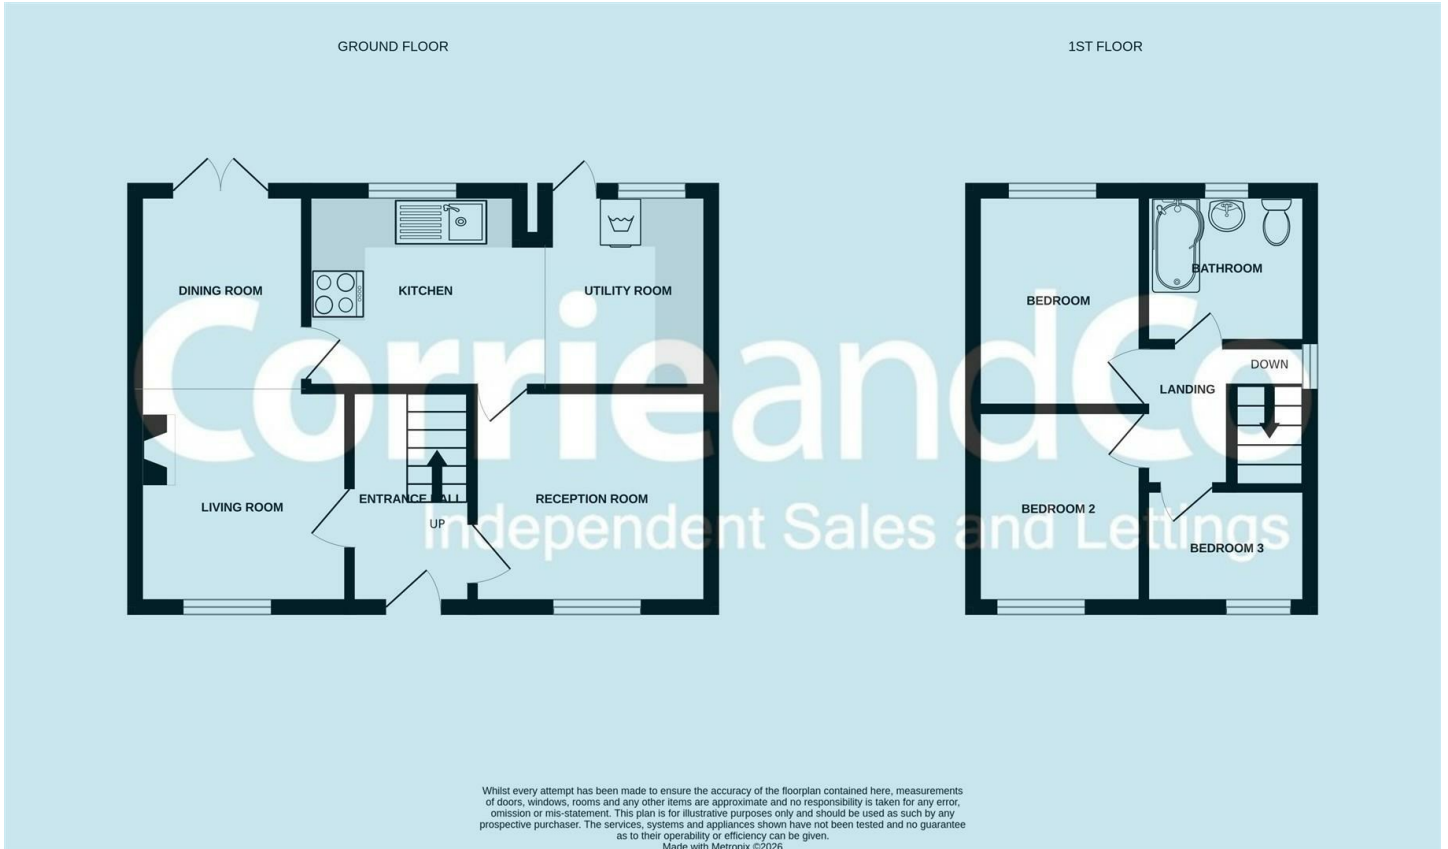 GROUND FLOOR
1ST FLOOR
DINING ROOM
KITCHEN
UTILITY ROOM
LIVING ROOM
ENTRANCE HALL
UP
RECEPTION ROOM
BEDROOM
BATHROOM
DOWN
LANDING
BEDROOM 2
BEDROOM 3
CorrieandCo
Independent Sales and Lettings
Whilst every attempt has been made to ensure the accuracy of the floorplan contained here, measurements
of doors, windows, rooms and any other items are approximate and no responsibility is taken for any error,
omission or mis-statement. This plan is for illustrative purposes only and should be used as such by any
prospective purchaser. The services, systems and appliances shown have not been tested and no guarantee
as to their operability or efficiency can be given.
Made with Metropix ©2026